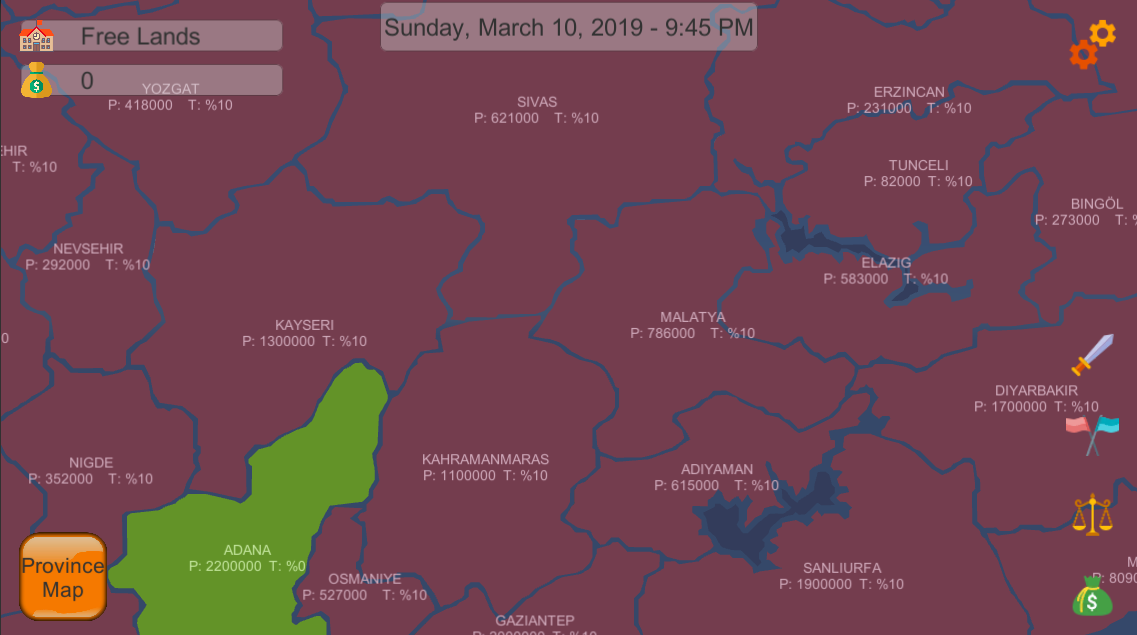 Free Lands
Sunday, March 10, 2019 - 9:45 PM
0
YOZGAT
P: 418000 T: %10
SIVAS
P: 621000 T: %10
ERZINCAN
P: 231000 T: %10
EHIR
T: %10
TUNCELI
P: 82000 T: %10
BINGÖL
P: 273000 T: %
NEVSEHIR
P: 292000 T: %10
ELAZIG
P: 583000 T: %10
KAYSERI
P: 1300000 T: %10
MALATYA
P: 786000 T: %10
0
DIYARBAKIR
P: 1700000 T: %10
NIGDE
P: 352000 T: %10
KAHRAMANMARAS
P: 1100000 T: %10
ADIYAMAN
P: 615000 T: %10
ADANA
P: 2200000 T: %0
OSMANIYE
P: 527000 T: %10
SANLIURFA
P: 1900000 T: %10
M
P: 8090
Province
Map
GAZIANTEP